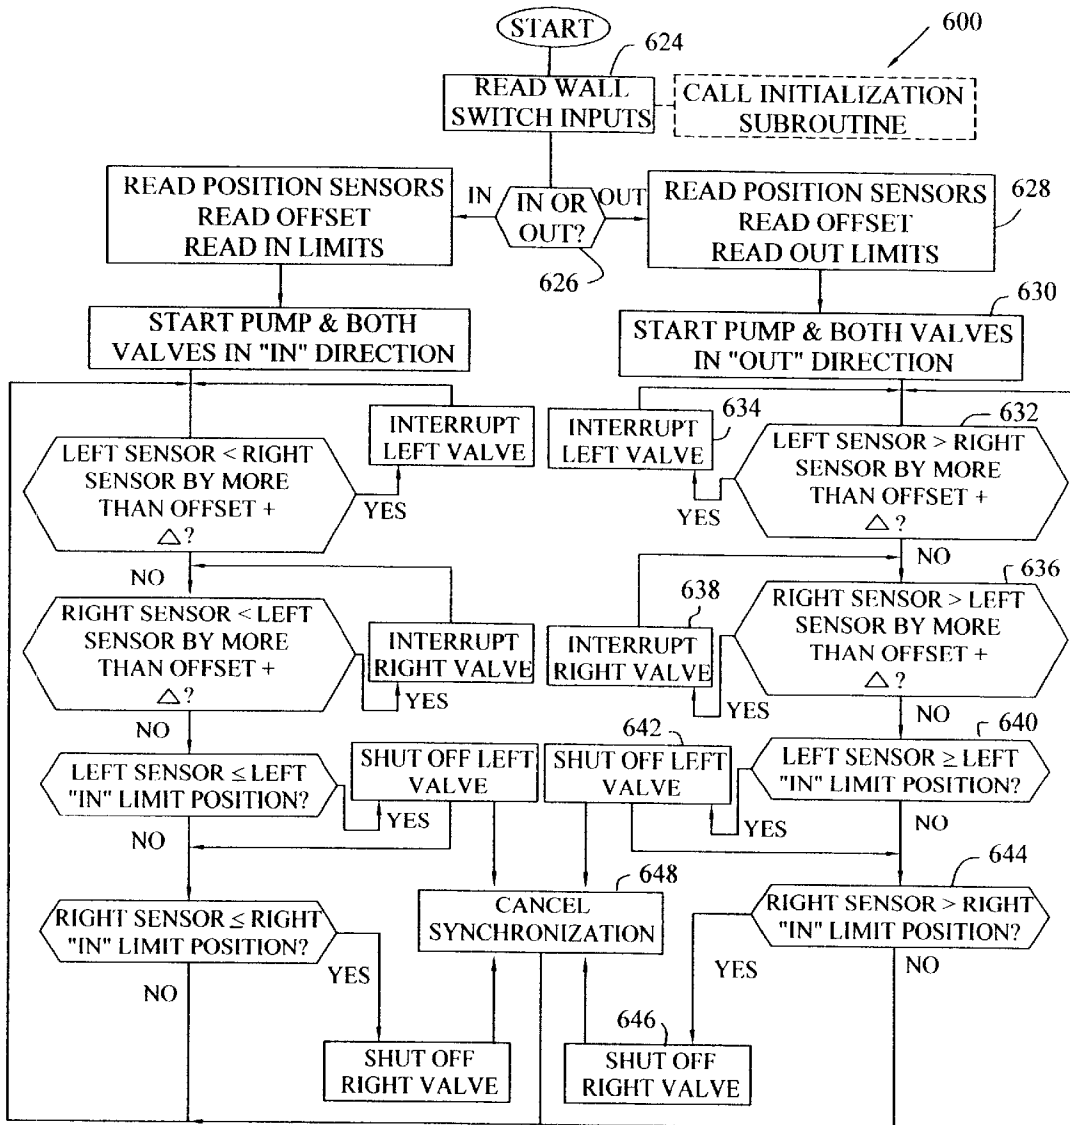 START
624
600
READ WALL
SWITCH INPUTS
CALL INITIALIZATION
SUBROUTINE
READ POSITION SENSORS
READ OFFSET
READ IN LIMITS
IN
IN OR
OUT?
OUT
626
READ POSITION SENSORS
READ OFFSET
READ OUT LIMITS
628
START PUMP & BOTH
VALVES IN "IN" DIRECTION
630
START PUMP & BOTH VALVES
IN "OUT" DIRECTION
INTERRUPT
LEFT VALVE
INTERRUPT
LEFT VALVE
634
632
LEFT SENSOR < RIGHT
SENSOR BY MORE
THAN OFFSET +
△ ?
YES
NO
LEFT SENSOR > RIGHT
SENSOR BY MORE
THAN OFFSET +
△ ?
YES
NO
636
RIGHT SENSOR < LEFT
SENSOR BY MORE
THAN OFFSET +
△ ?
INTERRUPT
RIGHT VALVE
YES
NO
638
INTERRUPT
RIGHT VALVE
RIGHT SENSOR > LEFT
SENSOR BY MORE
THAN OFFSET +
△ ?
YES
NO
640
642
LEFT SENSOR ≤ LEFT
"IN" LIMIT POSITION?
SHUT OFF LEFT
VALVE
YES
NO
SHUT OFF LEFT
VALVE
LEFT SENSOR ≥ LEFT
"IN" LIMIT POSITION?
YES
NO
644
648
RIGHT SENSOR ≤ RIGHT
"IN" LIMIT POSITION?
CANCEL
SYNCHRONIZATION
RIGHT SENSOR > RIGHT
"IN" LIMIT POSITION?
NO
YES
YES
NO
646
SHUT OFF
RIGHT VALVE
SHUT OFF
RIGHT VALVE